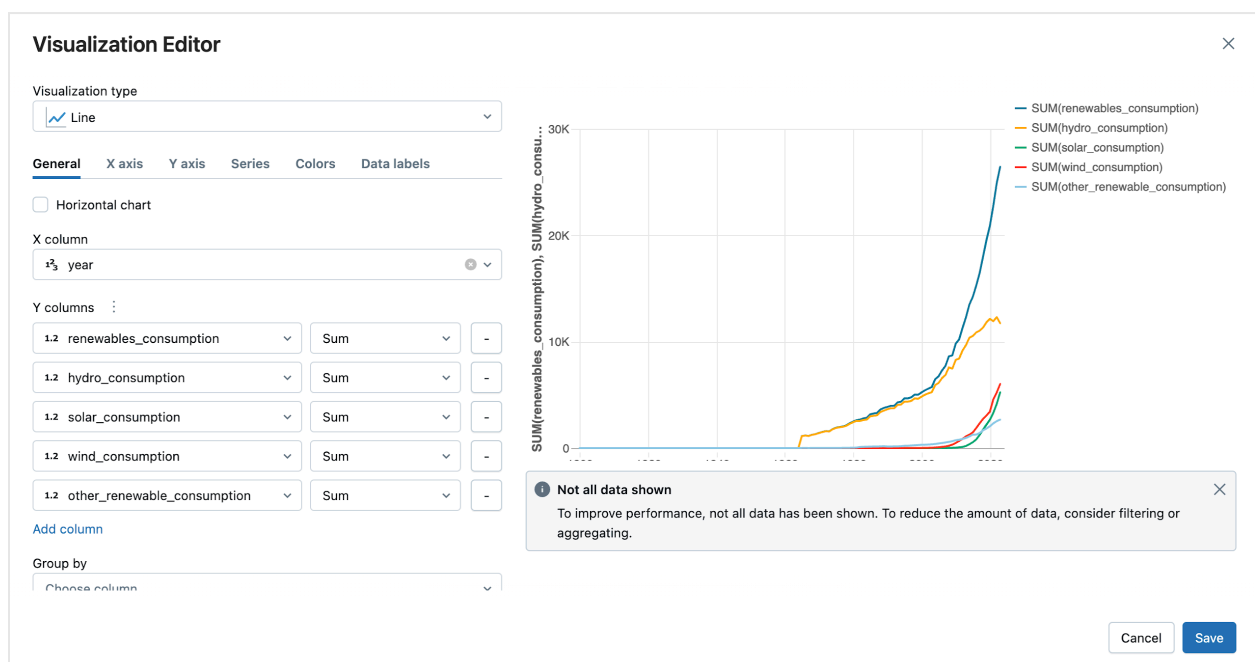 Visualization Editor
Visualization type
Line
General X axis Y axis Series Colors Data labels
Horizontal chart
X column
1²₃ year
Y columns
1.2 renewables_consumption Sum -
1.2 hydro_consumption Sum -
1.2 solar_consumption Sum -
1.2 wind_consumption Sum -
1.2 other_renewable_consumption Sum -
Add column
Group by
Choose column
SUM(renewables_consumption), SUM(hydro_consu...
30K
20K
10K
0
SUM(renewables_consumption)
SUM(hydro_consumption)
SUM(solar_consumption)
SUM(wind_consumption)
SUM(other_renewable_consumption)
Not all data shown
To improve performance, not all data has been shown. To reduce the amount of data, consider filtering or
aggregating.
Cancel Save